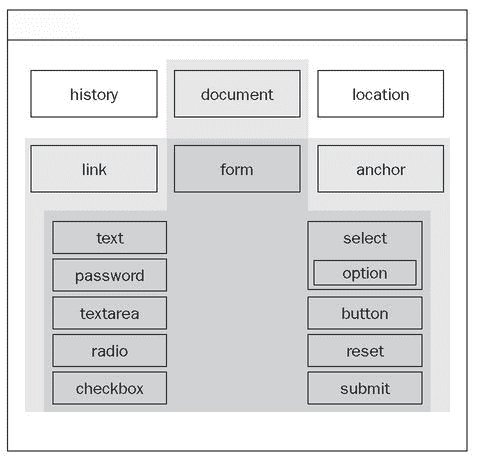 history document location
link form anchor
text select
password option
textarea button
radio reset
checkbox submit